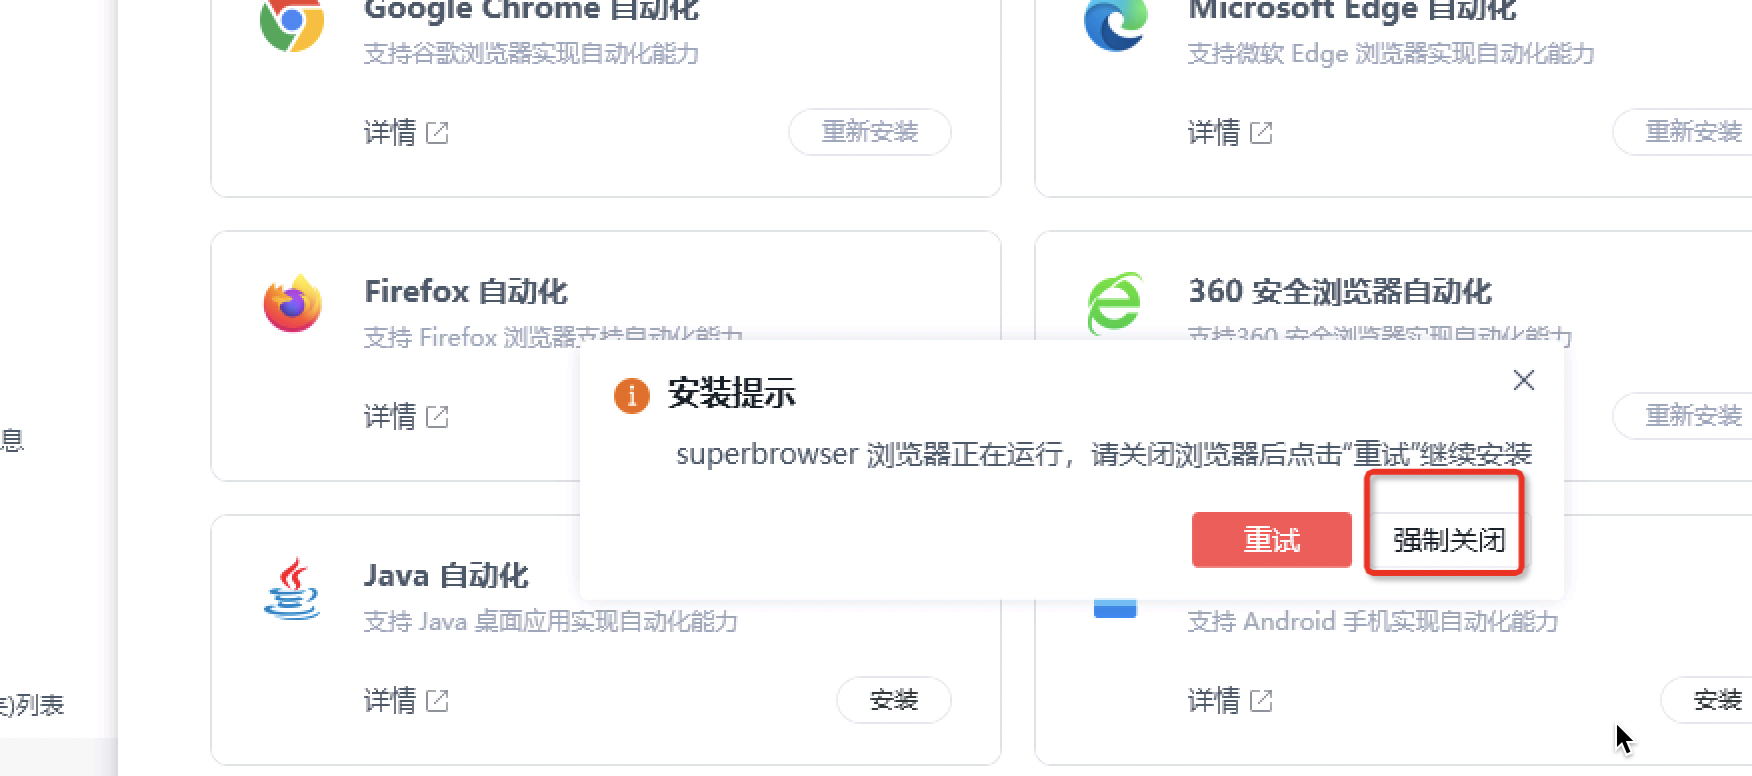 Google Chrome 自动化
支持谷歌浏览器实现自动化能力
详情
重新安装
Microsoft Edge 自动化
支持微软 Edge 浏览器实现自动化能力
详情
重新安装
Firefox 自动化
支持 Firefox 浏览器支持自动化能力
详情
360 安全浏览器自动化
支持360 安全浏览器实现自动化能力
重新安装
安装提示
superbrowser 浏览器正在运行，请关闭浏览器后点击“重试”继续安装
重试
强制关闭
Java 自动化
支持 Java 桌面应用实现自动化能力
详情
安装
支持 Android 手机实现自动化能力
详情
安装
息
)列表